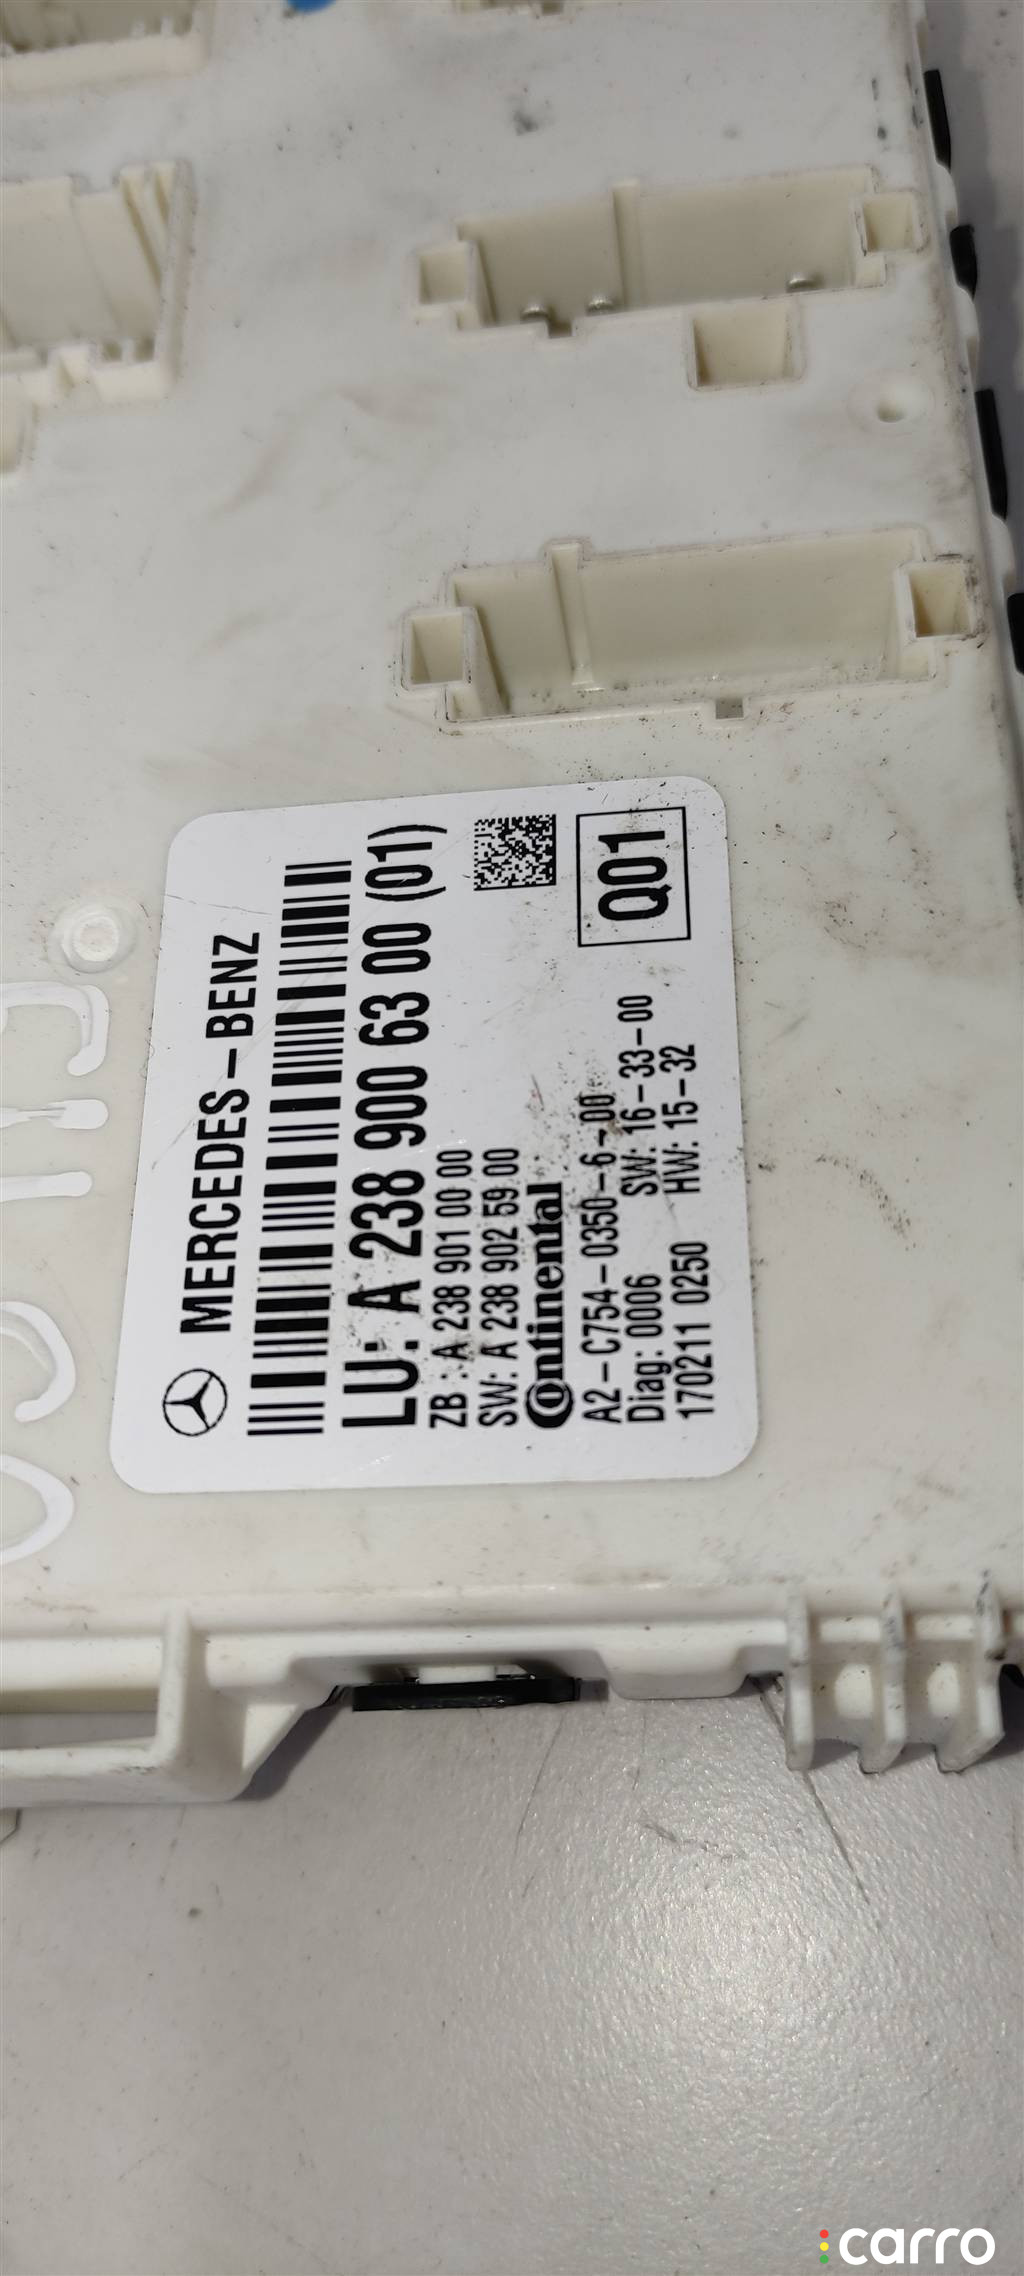 MERCEDES-BENZ
LU: A 238 900 63 00 (01)
ZB : A 238 901 00 00
SW: A 238 902 59 00
Continental
A2-C754-0350-6-00
Diag: 0006 SW: 16-33-00
170211 0250 HW: 15-32
Q01
carro